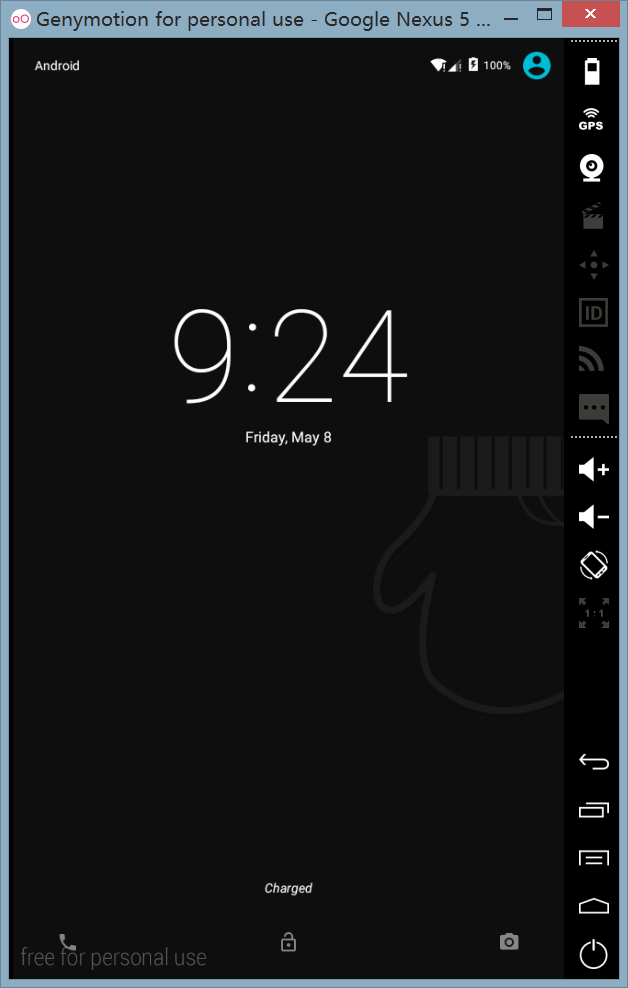 Genymotion for personal use - Google Nexus 5 ...
Android
100%
GPS
9:24
Friday, May 8
ID
1:1
Charged
free for personal use